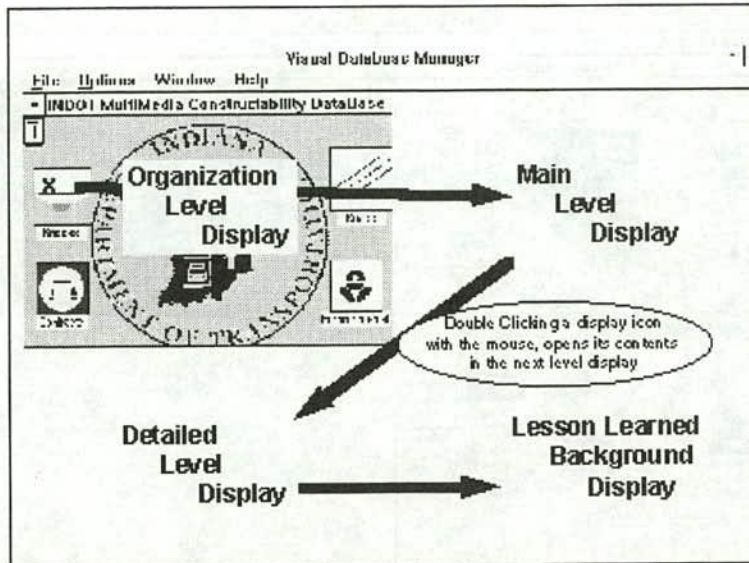 Visual Database Manager
File Options Window Help
INDOT MultiMedia Constructability DataBase
INDIANA
DEPARTMENT OF TRANSPORTATION
Organization
Level
Display
Main
Level
Display
Double Clicking a display icon
with the mouse, opens its contents
in the next level display
Detailed
Level
Display
Lesson Learned
Background
Display